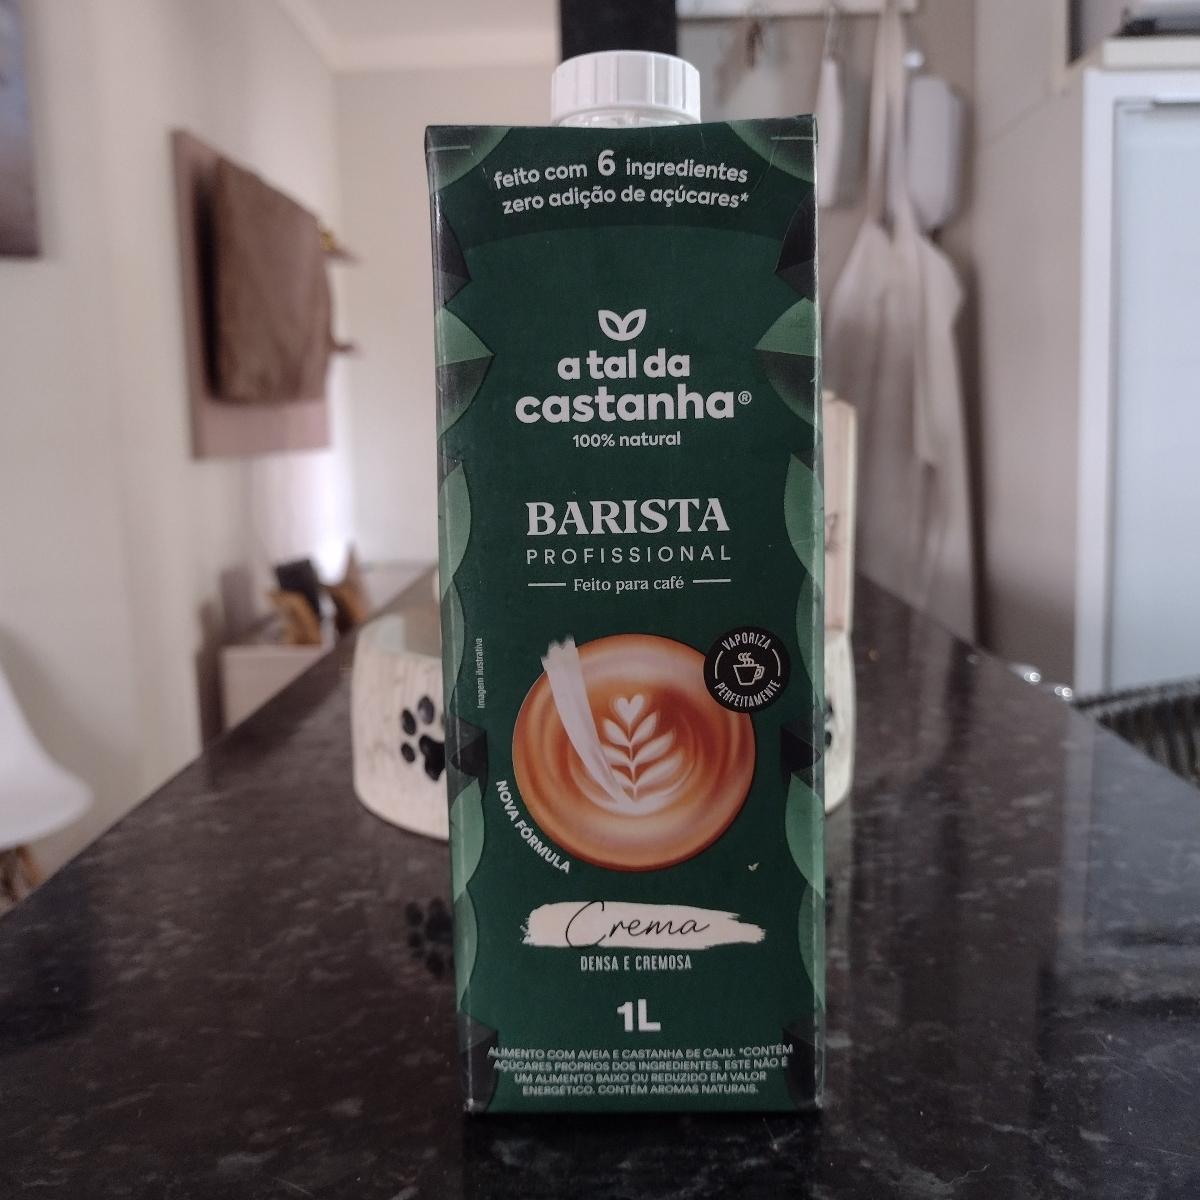 feito com 6 ingredientes
zero adição de açúcares*
a tal da
castanha®
100% natural
BARISTA
PROFISSIONAL
Feito para café
VAPORIZA
PERFEITAMENTE
Imagem ilustrativa
NOVA FÓRMULA
Crema
DENSA E CREMOSA
1L
ALIMENTO COM AVEIA E CASTANHA DE CAJU. *CONTÉM
AÇÚCARES PRÓPRIOS DOS INGREDIENTES. ESTE NÃO É
UM ALIMENTO BAIXO OU REDUZIDO EM VALOR
ENERGÉTICO. CONTÉM AROMAS NATURAIS.